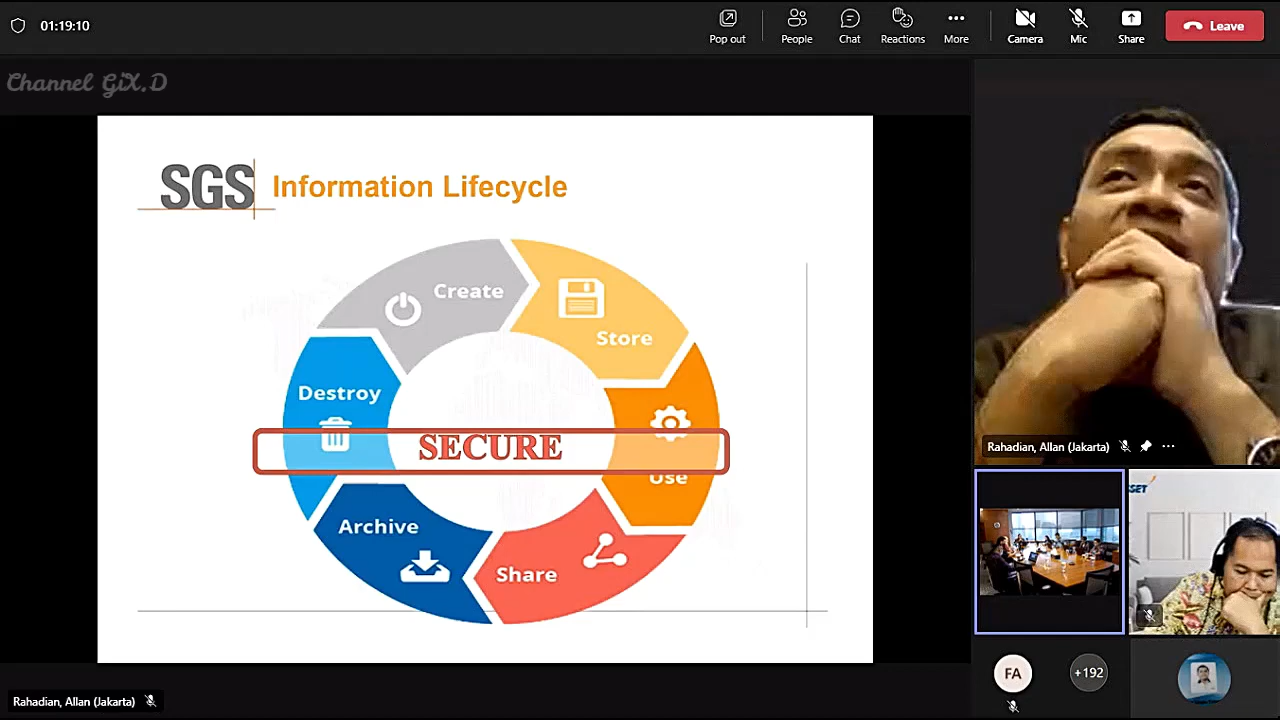 01:19:10
Pop out
People
Chat
Reactions
More
Camera
Mic
Share
Leave
Channel GiX.D
SGS
Information Lifecycle
Create
Store
Destroy
SECURE
Use
Archive
Share
Rahadian, Allan (Jakarta)
SSET
FA
+192
Rahadian, Allan (Jakarta)